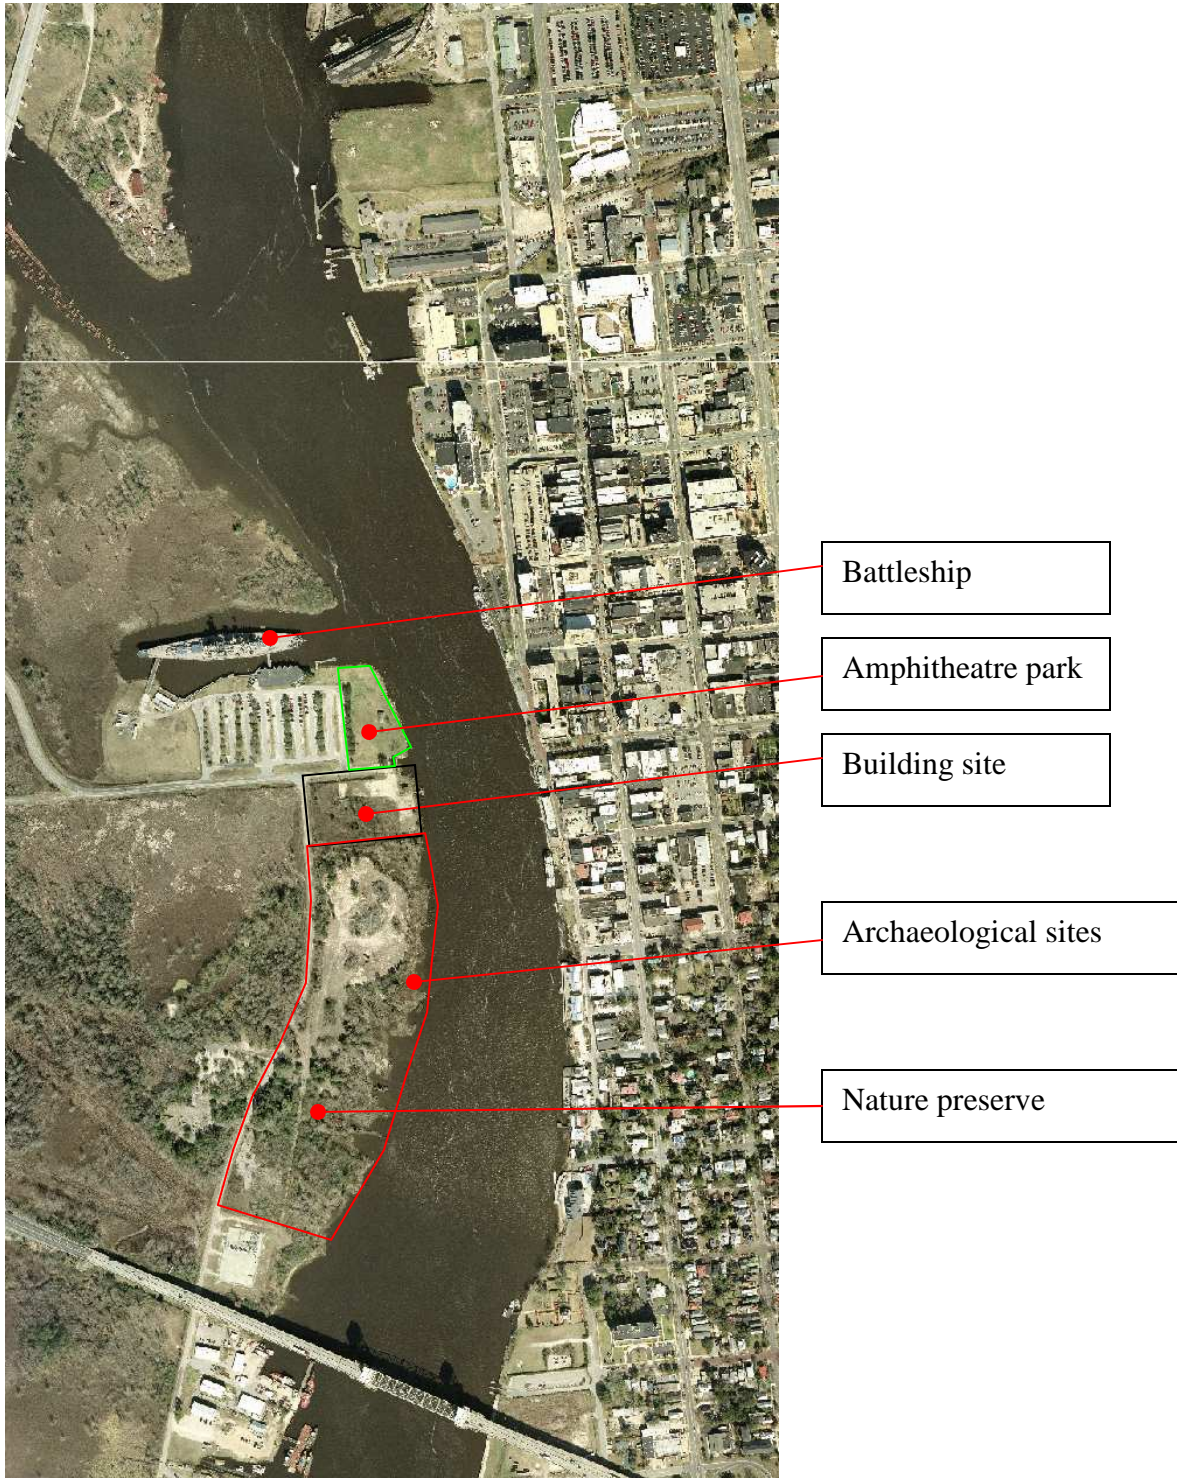 Battleship
Amphitheatre park
Building site
Archaeological sites
Nature preserve